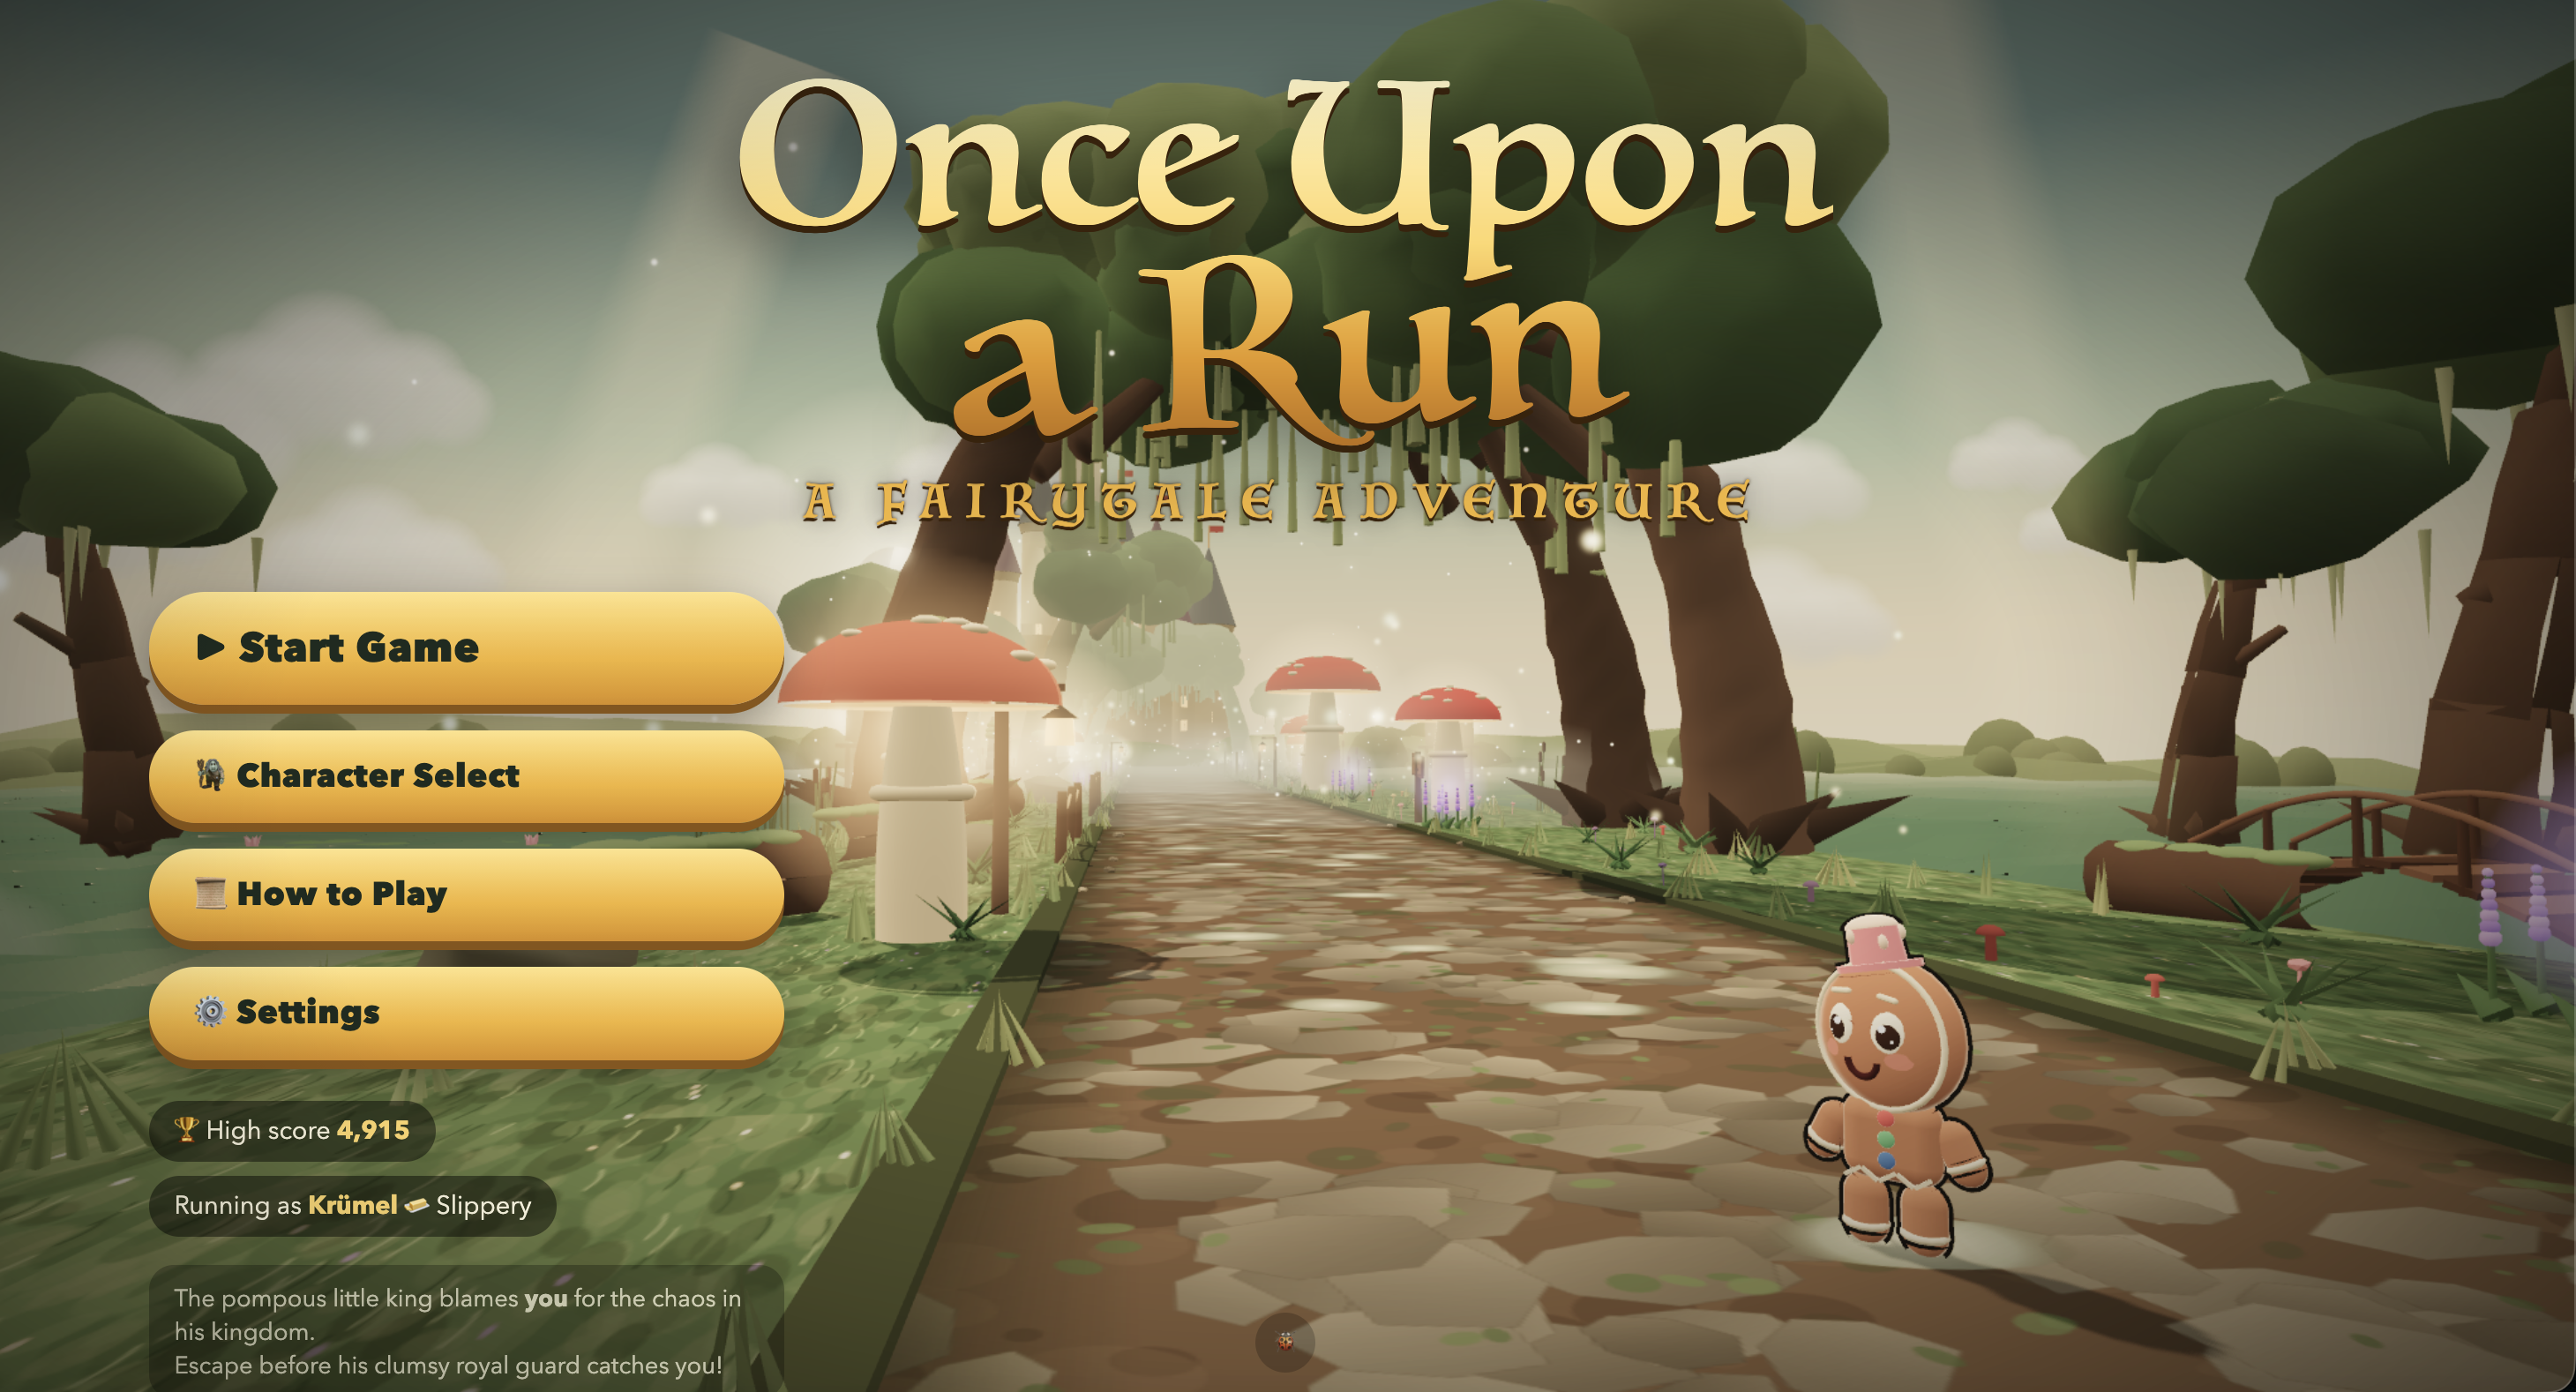 Once Upon
a Run
A FAIRYTALE ADVENTURE
Start Game
Character Select
How to Play
Settings
High score 4,915
Running as Krümel Slippery
The pompous little king blames you for the chaos in
his kingdom.
Escape before his clumsy royal guard catches you!